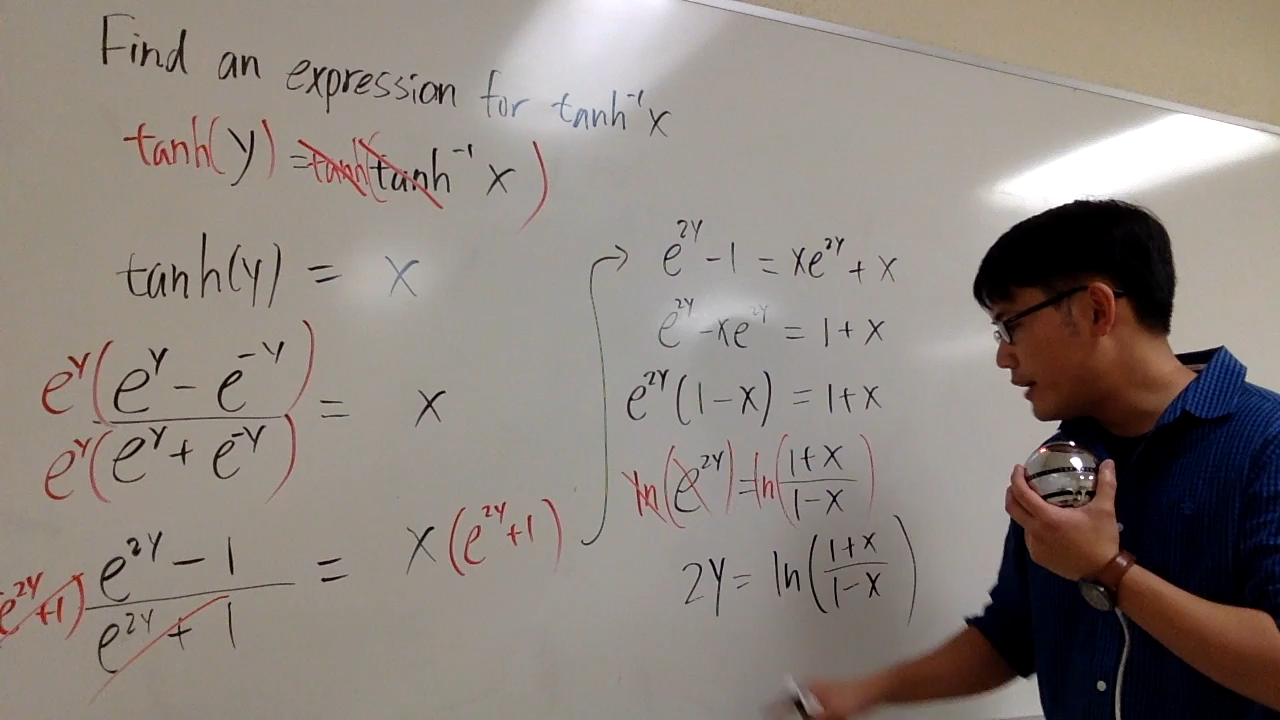 Find an expression for tanh⁻¹x
tanh(y) = tanh(tanh⁻¹ x)
tanh(y) = x
e^y(e^y - e^-y) / e^y(e^y + e^-y) = x
(e^2y + 1) e^2y - 1 / e^2y + 1 = x(e^2y + 1)
e^2y - 1 = xe^2y + x
e^2y - xe^2y = 1 + x
e^2y (1 - x) = 1 + x
ln(e^2y) = ln(1 + x / 1 - x)
2y = ln(1 + x / 1 - x)